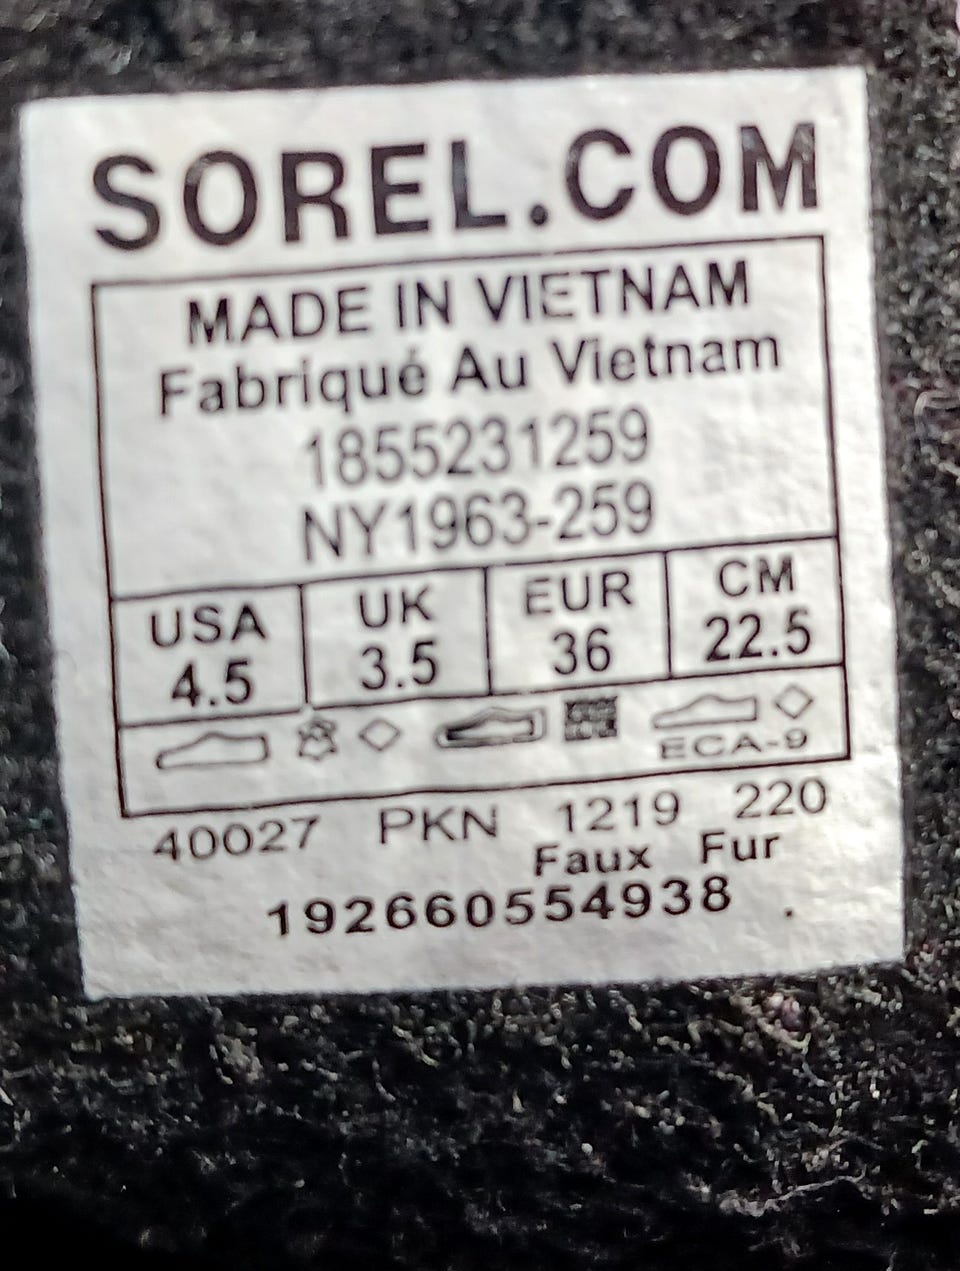 SOREL.COM
MADE IN VIETNAM
Fabriqué Au Vietnam
1855231259
NY1963-259
USA UK EUR CM
4.5 3.5 36 22.5
ECA-9
40027 PKN 1219 220
Faux Fur
192660554938 .